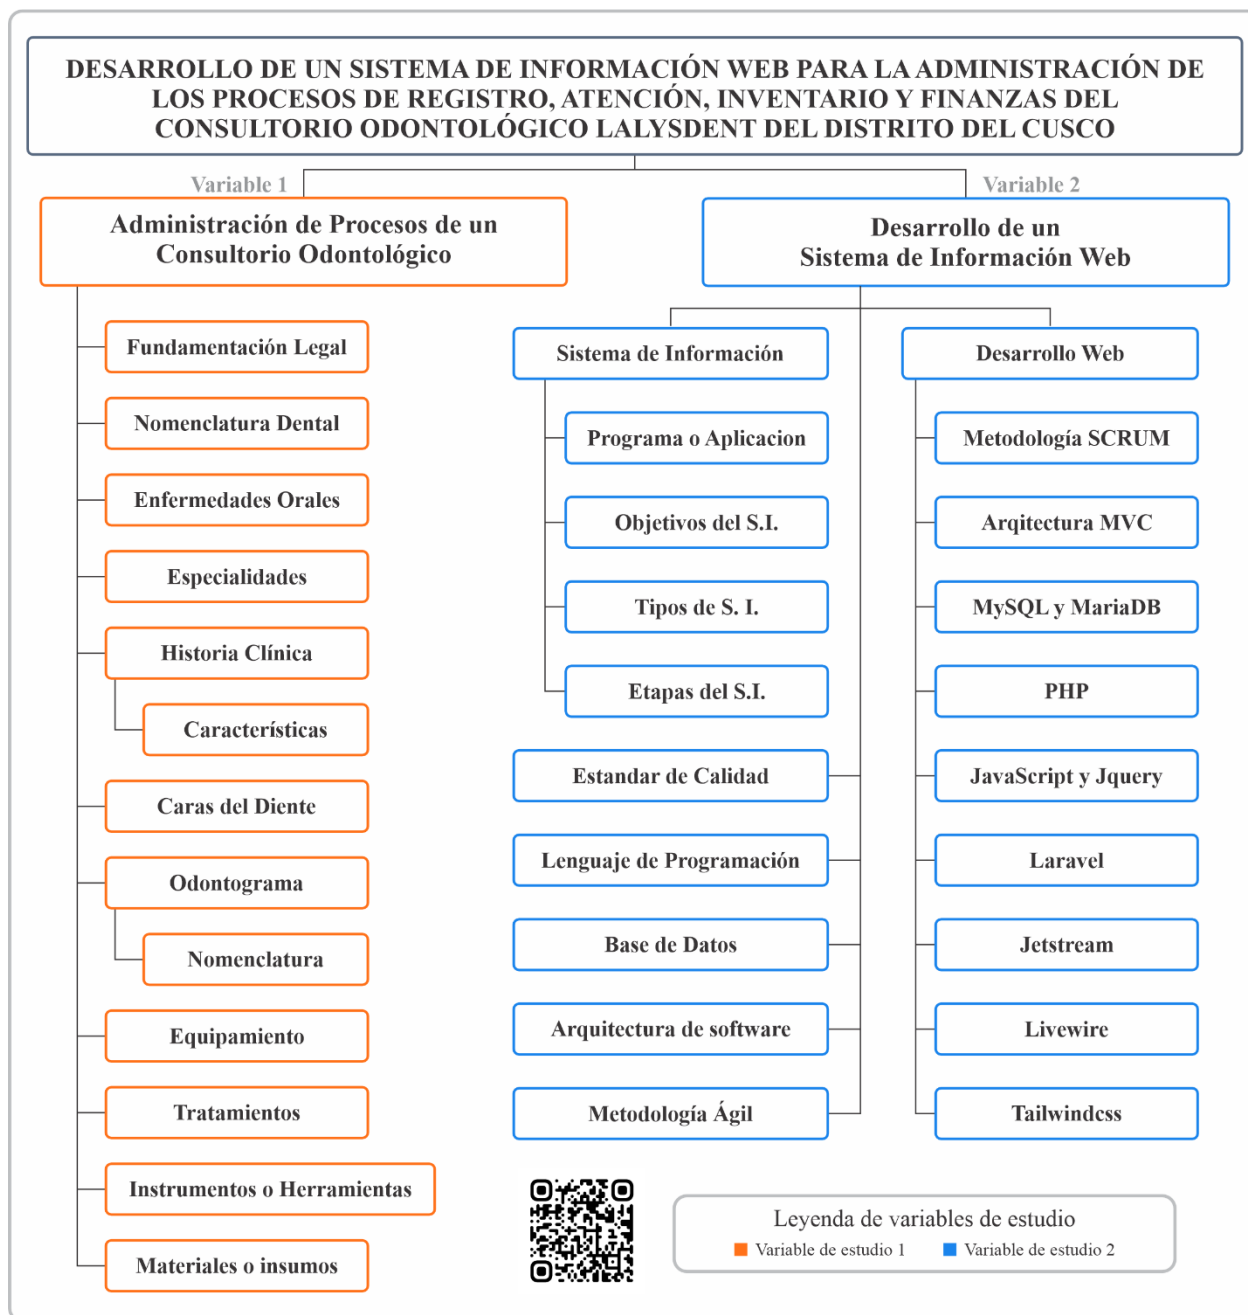 DESARROLLO DE UN SISTEMA DE INFORMACIÓN WEB PARA LA ADMINISTRACIÓN DE
LOS PROCESOS DE REGISTRO, ATENCIÓN, INVENTARIO Y FINANZAS DEL
CONSULTORIO ODONTOLÓGICO LALYSDENT DEL DISTRITO DEL CUSCO
Variable 1
Administración de Procesos de un
Consultorio Odontológico
Fundamentación Legal
Nomenclatura Dental
Enfermedades Orales
Especialidades
Historia Clínica
Características
Caras del Diente
Odontograma
Nomenclatura
Equipamiento
Tratamientos
Instrumentos o Herramientas
Materiales o insumos
Variable 2
Desarrollo de un
Sistema de Información Web
Sistema de Información
Programa o Aplicacion
Objetivos del S.I.
Tipos de S. I.
Etapas del S.I.
Estandar de Calidad
Lenguaje de Programación
Base de Datos
Arquitectura de software
Metodología Ágil
Desarrollo Web
Metodología SCRUM
Arqitectura MVC
MySQL y MariaDB
PHP
JavaScript y Jquery
Laravel
Jetstream
Livewire
Tailwindcss
Leyenda de variables de estudio
Variable de estudio 1
Variable de estudio 2